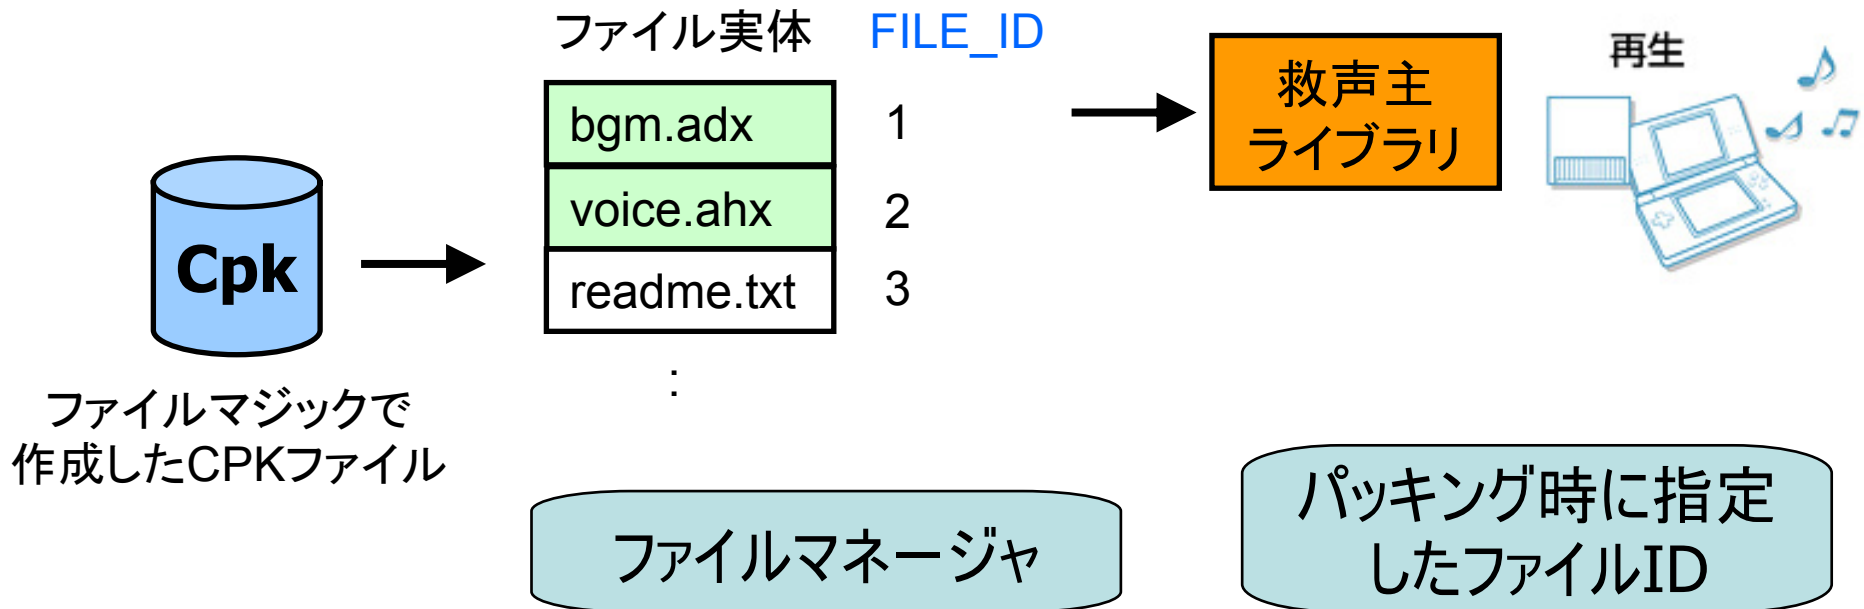 ファイル実体 FILE_ID
bgm.adx 1
voice.ahx 2
readme.txt 3
:
Cpk
ファイルマジックで
作成したCPKファイル
救声主
ライブラリ
再生
ファイルマネージャ
パッキング時に指定
したファイルID